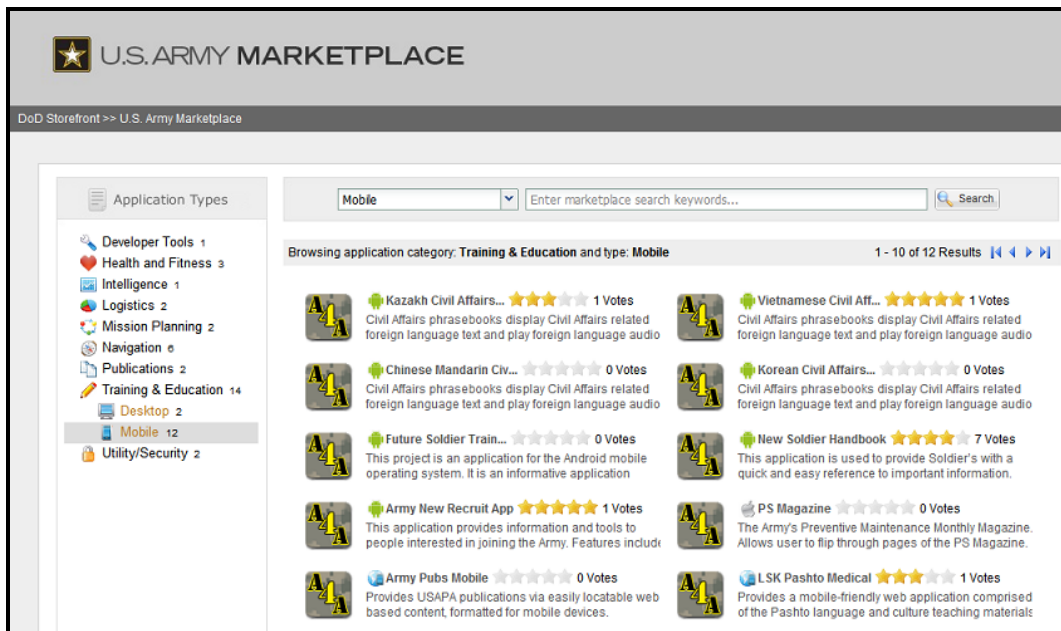 U.S. ARMY MARKETPLACE
DoD Storefront >> U.S. Army Marketplace
Application Types
Developer Tools 1
Health and Fitness 3
Intelligence 1
Logistics 2
Mission Planning 2
Navigation 6
Publications 2
Training & Education 14
Desktop 2
Mobile 12
Utility/Security 2
Mobile
Enter marketplace search keywords...
Search
Browsing application category: Training & Education and type: Mobile
1 - 10 of 12 Results
A4A
Kazakh Civil Affairs... 1 Votes
Civil Affairs phrasebooks display Civil Affairs related
foreign language text and play foreign language audio
A4A
Vietnamese Civil Aff... 1 Votes
Civil Affairs phrasebooks display Civil Affairs related
foreign language text and play foreign language audio
A4A
Chinese Mandarin Civ... 0 Votes
Civil Affairs phrasebooks display Civil Affairs related
foreign language text and play foreign language audio
A4A
Korean Civil Affairs... 0 Votes
Civil Affairs phrasebooks display Civil Affairs related
foreign language text and play foreign language audio
A4A
Future Soldier Train... 0 Votes
This project is an application for the Android mobile
operating system. It is an informative application
A4A
New Soldier Handbook 7 Votes
This application is used to provide Soldier's with a
quick and easy reference to important information.
A4A
Army New Recruit App 1 Votes
This application provides information and tools to
people interested in joining the Army. Features include
A4A
PS Magazine 0 Votes
The Army's Preventive Maintenance Monthly Magazine.
Allows user to flip through pages of the PS Magazine.
A4A
Army Pubs Mobile 0 Votes
Provides USAPA publications via easily locatable web
based content, formatted for mobile devices.
A4A
LSK Pashto Medical 1 Votes
Provides a mobile-friendly web application comprised
of the Pashto language and culture teaching materials